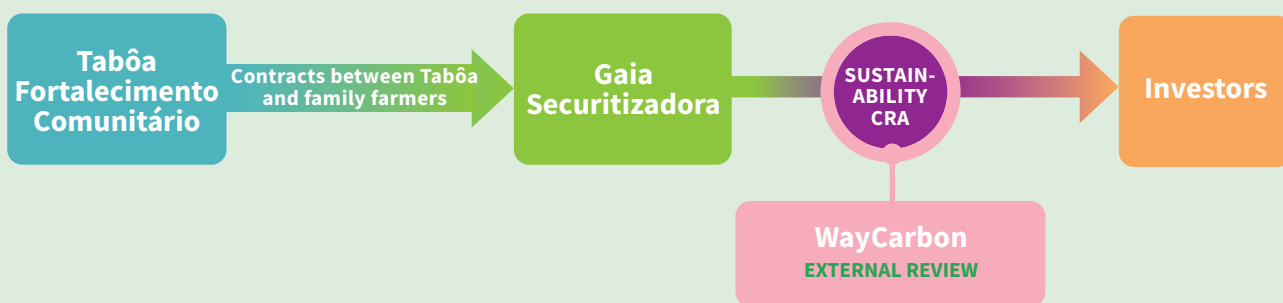 Tabôa
Fortalecimento
Comunitário
Contracts between Tabôa
and family farmers
Gaia
Securitizadora
SUSTAIN-
ABILITY
CRA
Investors
WayCarbon
EXTERNAL REVIEW